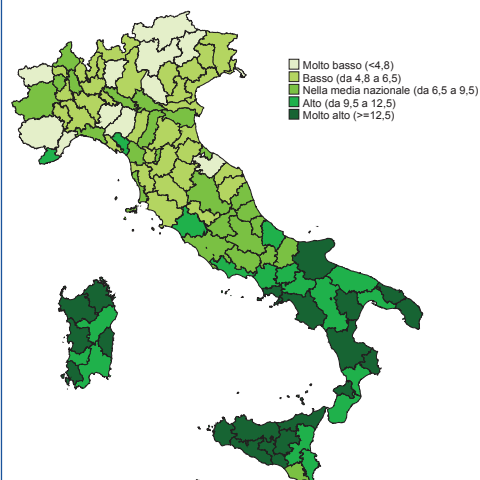 Molto basso (<4,8)
Basso (da 4,8 a 6,5)
Nella media nazionale (da 6,5 a 9,5)
Alto (da 9,5 a 12,5)
Molto alto (>=12,5)